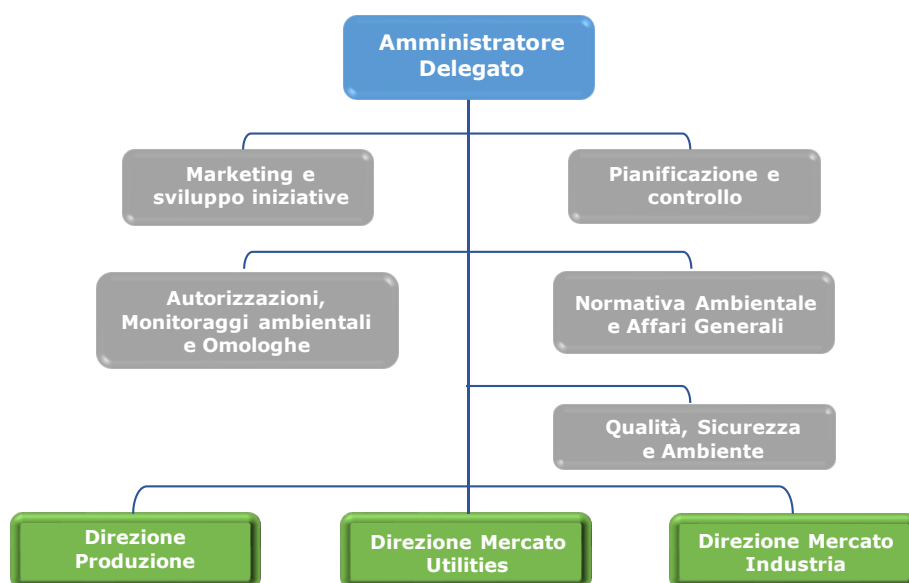 Amministratore
Delegato
Marketing e
sviluppo iniziative
Pianificazione e
controllo
Autorizzazioni,
Monitoraggi ambientali
e Omologhe
Normativa Ambientale
e Affari Generali
Qualità, Sicurezza
e Ambiente
Direzione
Produzione
Direzione Mercato
Utilities
Direzione Mercato
Industria